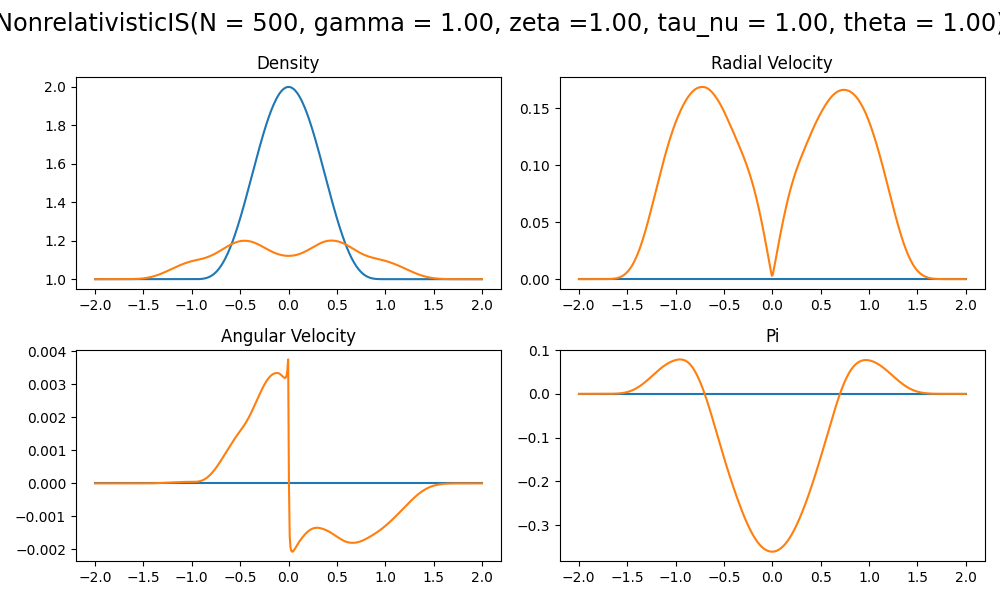 NonrelativisticIS(N = 500, gamma = 1.00, zeta =1.00, tau_nu = 1.00, theta = 1.00)
Density
2.0
1.8
1.6
1.4
1.2
1.0
−2.0 −1.5 −1.0 −0.5 0.0 0.5 1.0 1.5 2.0
Radial Velocity
0.15
0.10
0.05
0.00
−2.0 −1.5 −1.0 −0.5 0.0 0.5 1.0 1.5 2.0
Angular Velocity
0.004
0.003
0.002
0.001
0.000
−0.001
−0.002
−2.0 −1.5 −1.0 −0.5 0.0 0.5 1.0 1.5 2.0
Pi
0.1
0.0
−0.1
−0.2
−0.3
−2.0 −1.5 −1.0 −0.5 0.0 0.5 1.0 1.5 2.0